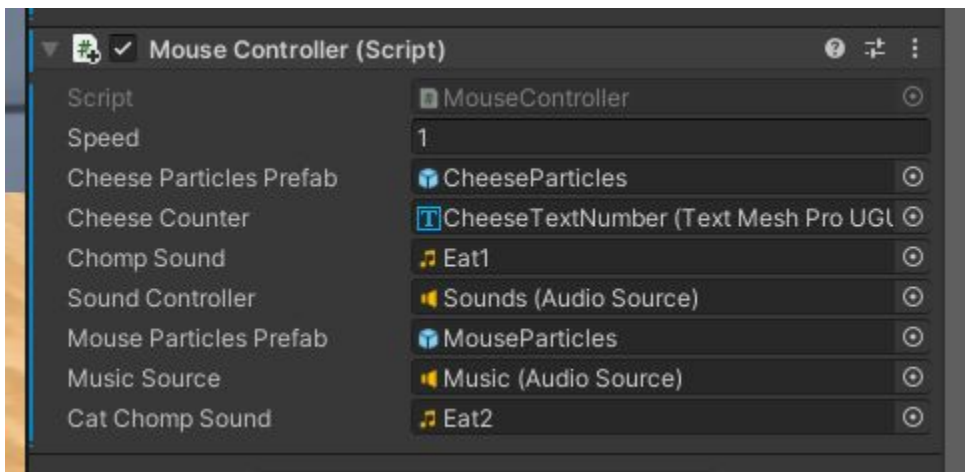 Mouse Controller (Script)
Script MouseController
Speed 1
Cheese Particles Prefab CheeseParticles
Cheese Counter CheeseTextNumber (Text Mesh Pro UGU
Chomp Sound Eat1
Sound Controller Sounds (Audio Source)
Mouse Particles Prefab MouseParticles
Music Source Music (Audio Source)
Cat Chomp Sound Eat2